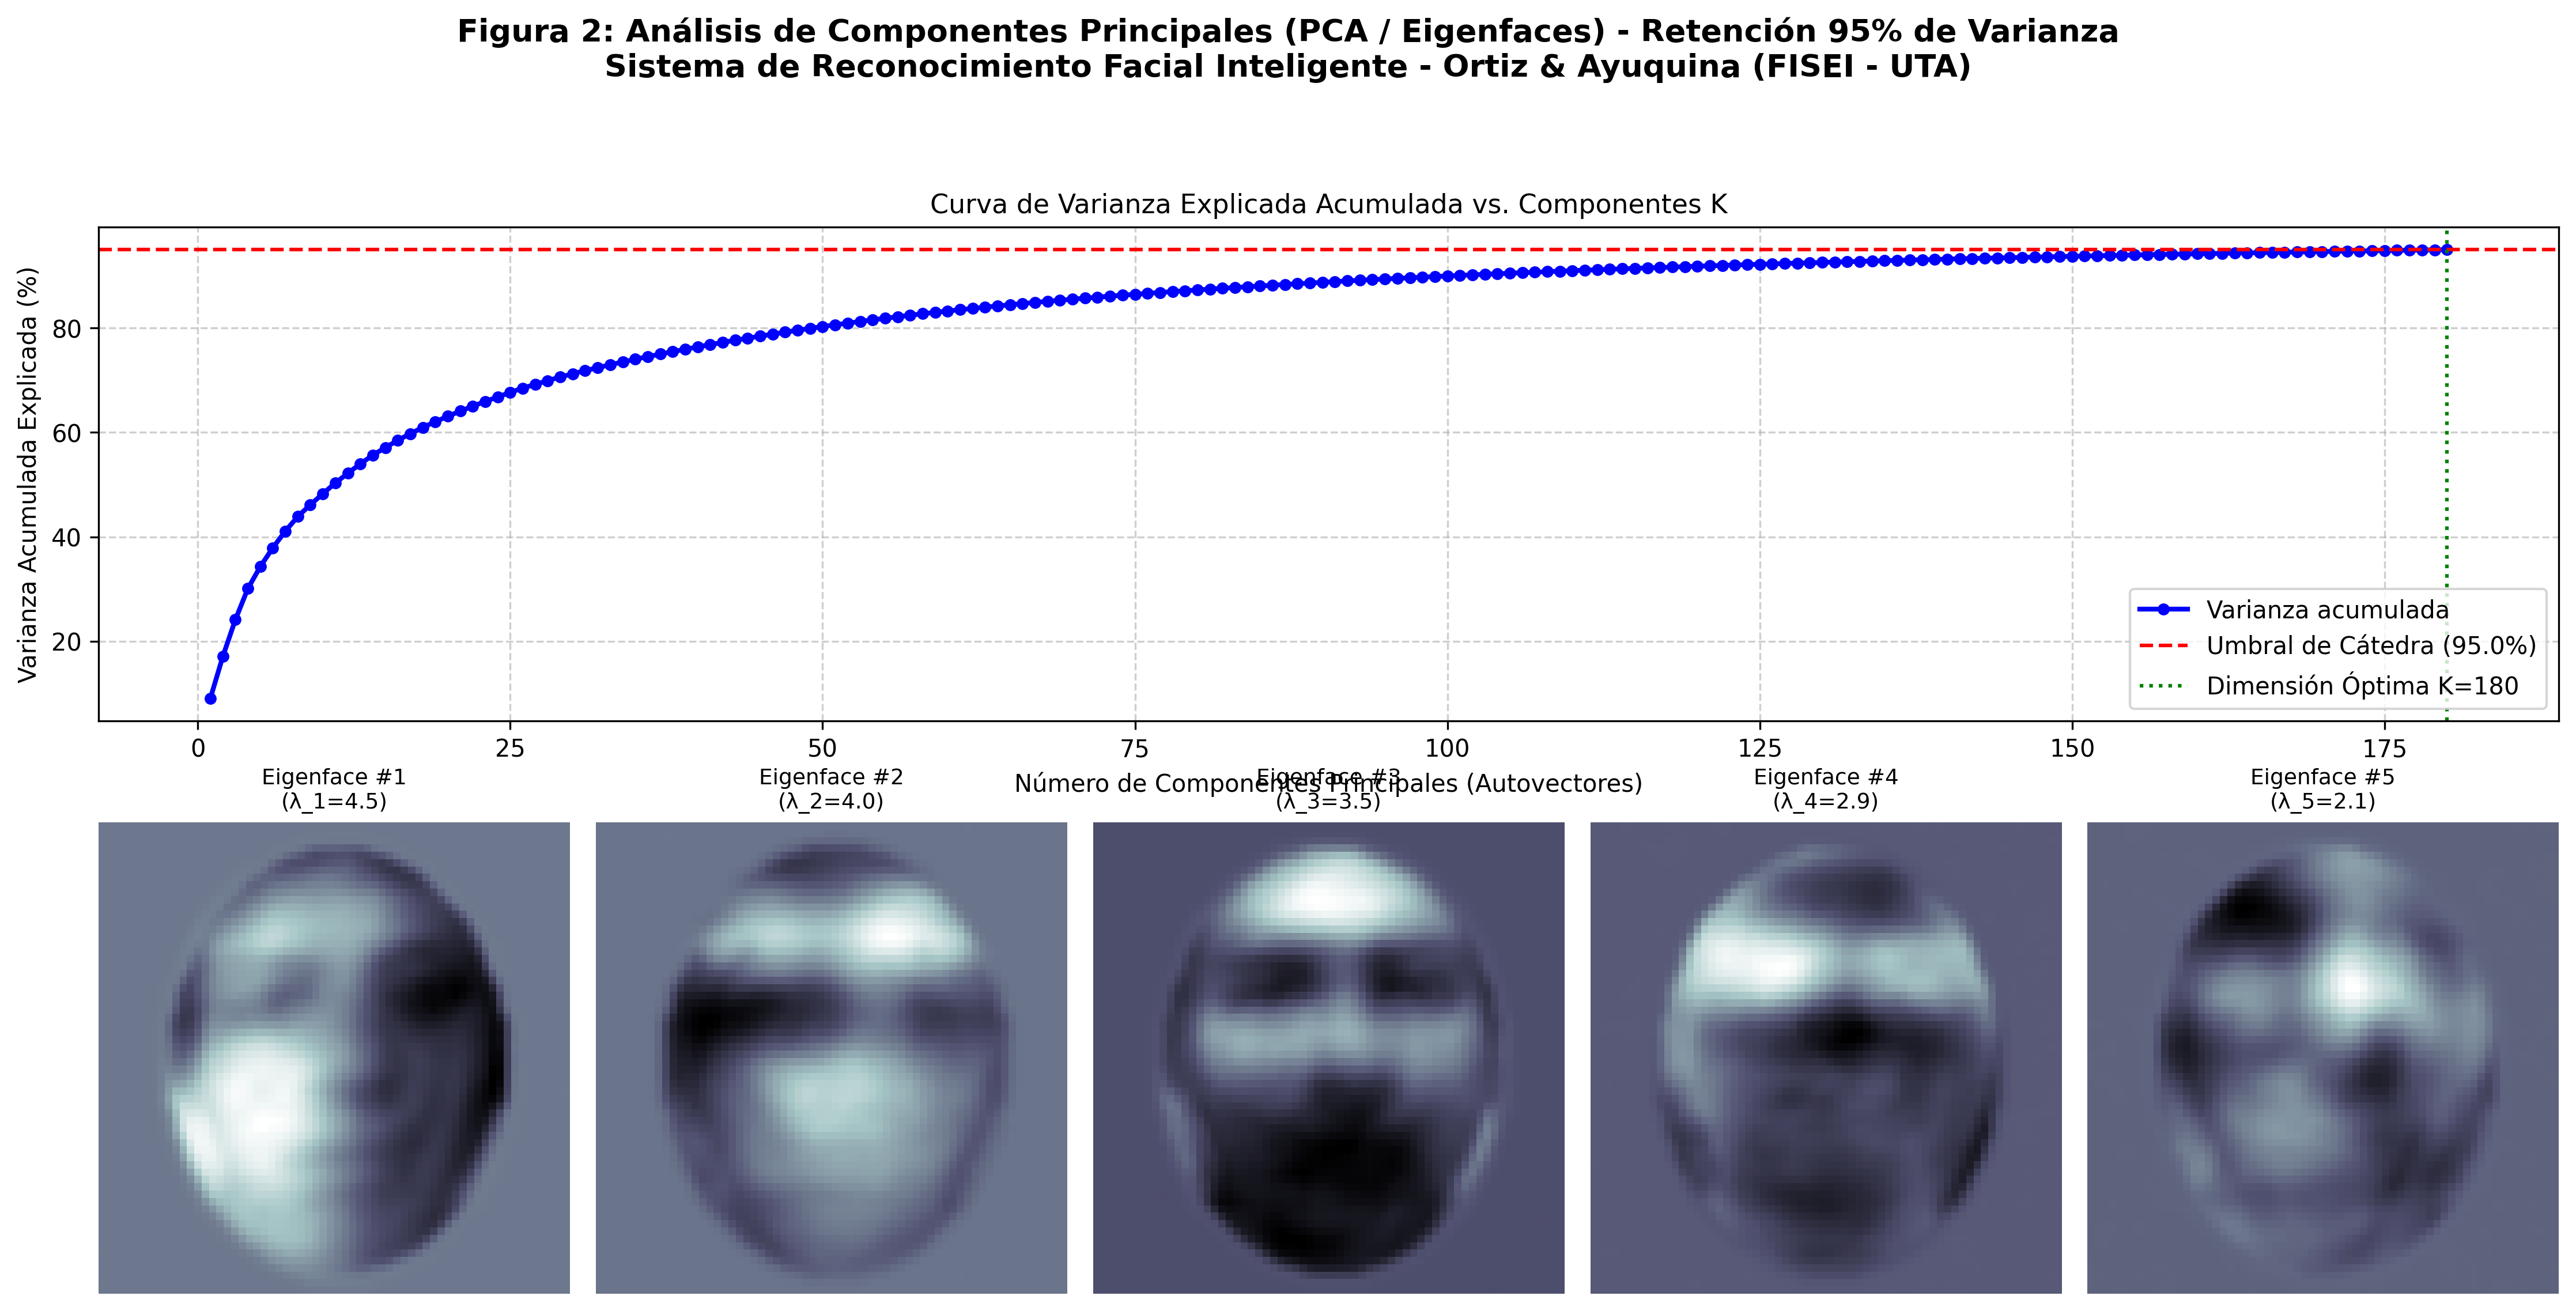 Figura 2: Análisis de Componentes Principales (PCA / Eigenfaces) - Retención 95% de Varianza
Sistema de Reconocimiento Facial Inteligente - Ortiz & Ayuquina (FISEI - UTA)
Curva de Varianza Explicada Acumulada vs. Componentes K
Varianza Acumulada Explicada (%)
80
60
40
20
Varianza acumulada
Umbral de Cátedra (95.0%)
Dimensión Óptima K=180
0 25 50 75 100 125 150 175
Número de Componentes Principales (Autovectores)
Eigenface #1
(λ_1=4.5)
Eigenface #2
(λ_2=4.0)
Eigenface #3
(λ_3=3.5)
Eigenface #4
(λ_4=2.9)
Eigenface #5
(λ_5=2.1)